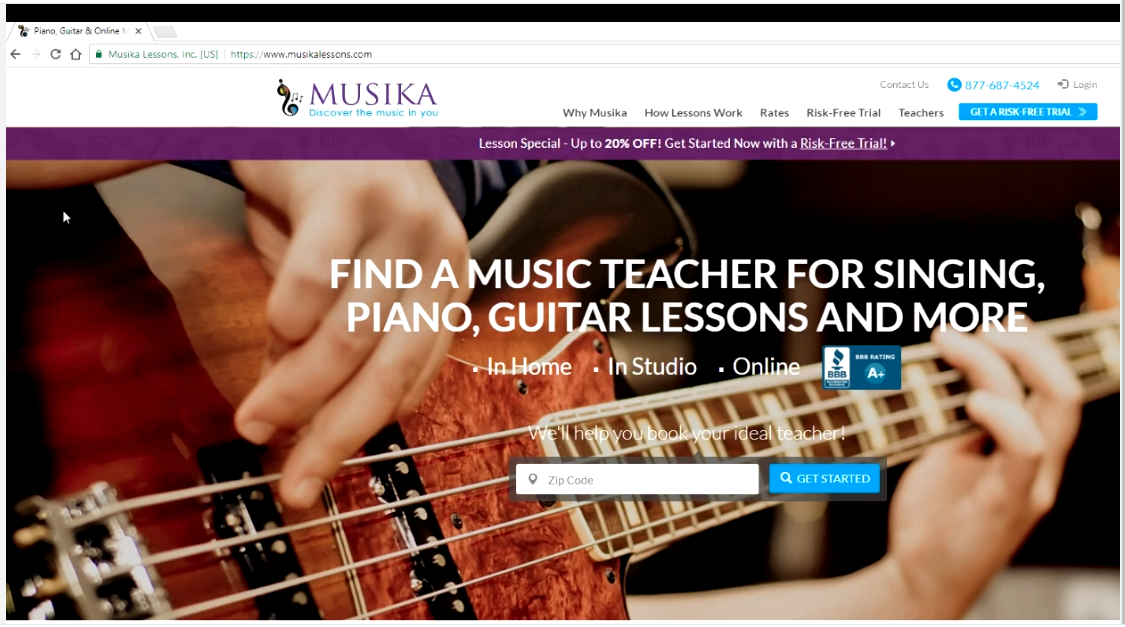 Piano, Guitar & Online M
Musika Lessons, Inc. [US] https://www.musikalessons.com
Contact Us 877-687-4524 Login
MUSIKA
Discover the music in you
Why Musika How Lessons Work Rates Risk-Free Trial Teachers GET A RISK-FREE TRIAL
Lesson Special - Up to 20% OFF! Get Started Now with a Risk-Free Trial!
FIND A MUSIC TEACHER FOR SINGING,
PIANO, GUITAR LESSONS AND MORE
In Home In Studio Online
BBB RATING
BBB A+
We'll help you book your ideal teacher!
Zip Code GET STARTED